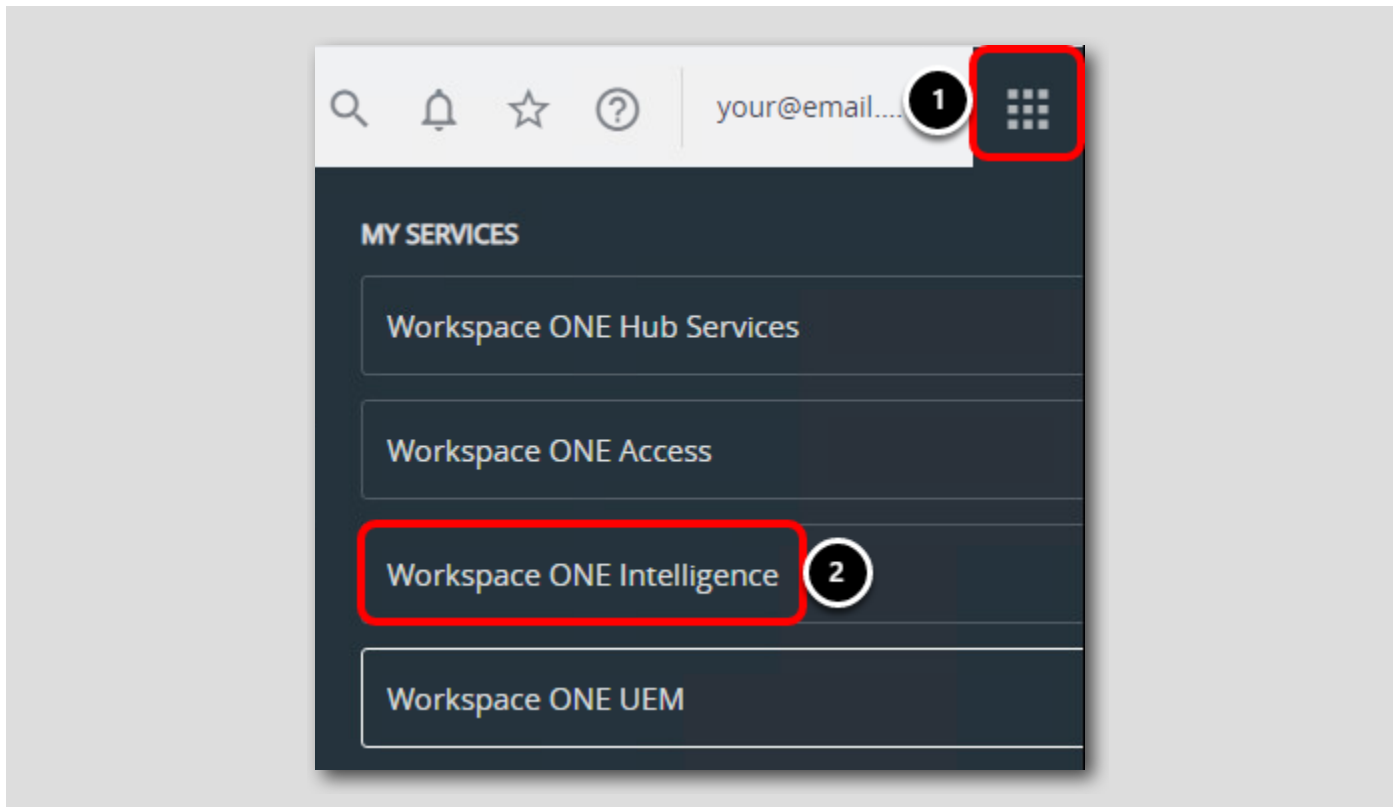 your@email....
1
MY SERVICES
Workspace ONE Hub Services
Workspace ONE Access
Workspace ONE Intelligence
2
Workspace ONE UEM